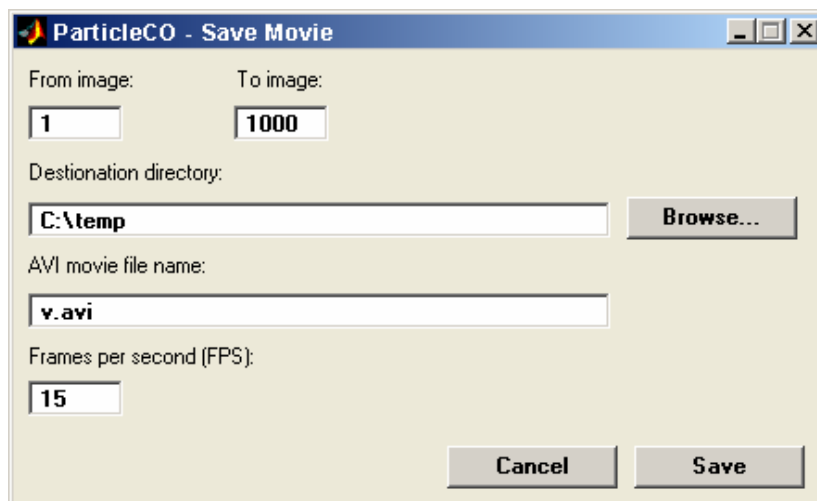 ParticleCO - Save Movie
From image: To image:
1 1000
Destionation directory:
C:\temp Browse...
AVI movie file name:
v.avi
Frames per second (FPS):
15
Cancel Save